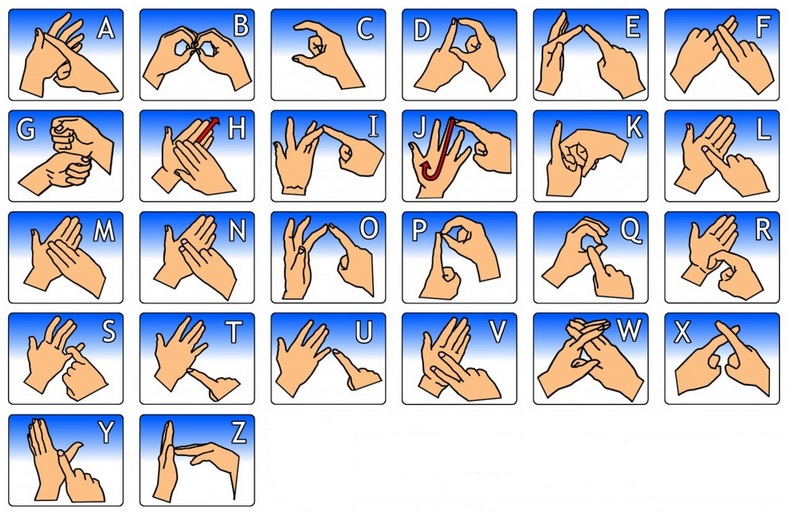 A B C D E F
G H I J K L
M N O P Q R
S T U V W X
Y Z